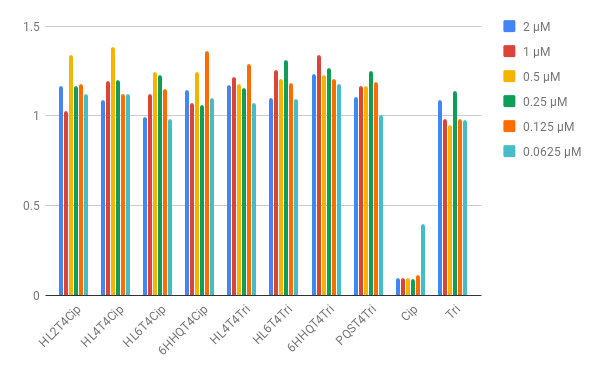 1.5
1
0.5
0
2 μM
1 μM
0.5 μM
0.25 μM
0.125 μM
0.0625 μM
HL2T4Cip
HL4T4Cip
HL6T4Cip
6HHQT4Cip
HL4T4Tri
HL6T4Tri
6HHQT4Tri
PQST4Tri
Cip
Tri